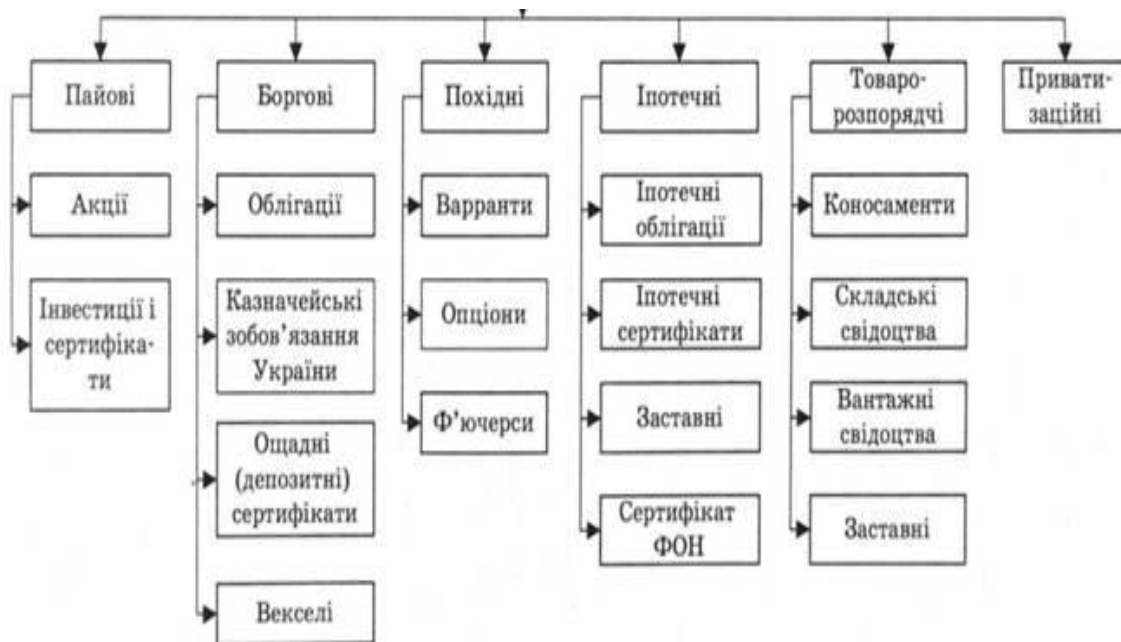 Пайові
Боргові
Похідні
Іпотечні
Товаро-
розпорядчі
Привати-
заційні
Акції
Облігації
Варранти
Іпотечні
облігації
Коносаменти
Інвестиції і
сертифіка-
ти
Казначейські
зобов’язання
України
Опціони
Іпотечні
сертифікати
Складські
свідоцтва
Ощадні
(депозитні)
сертифікати
Ф’ючерси
Заставні
Вантажні
свідоцтва
Векселі
Сертифікат
ФОН
Заставні